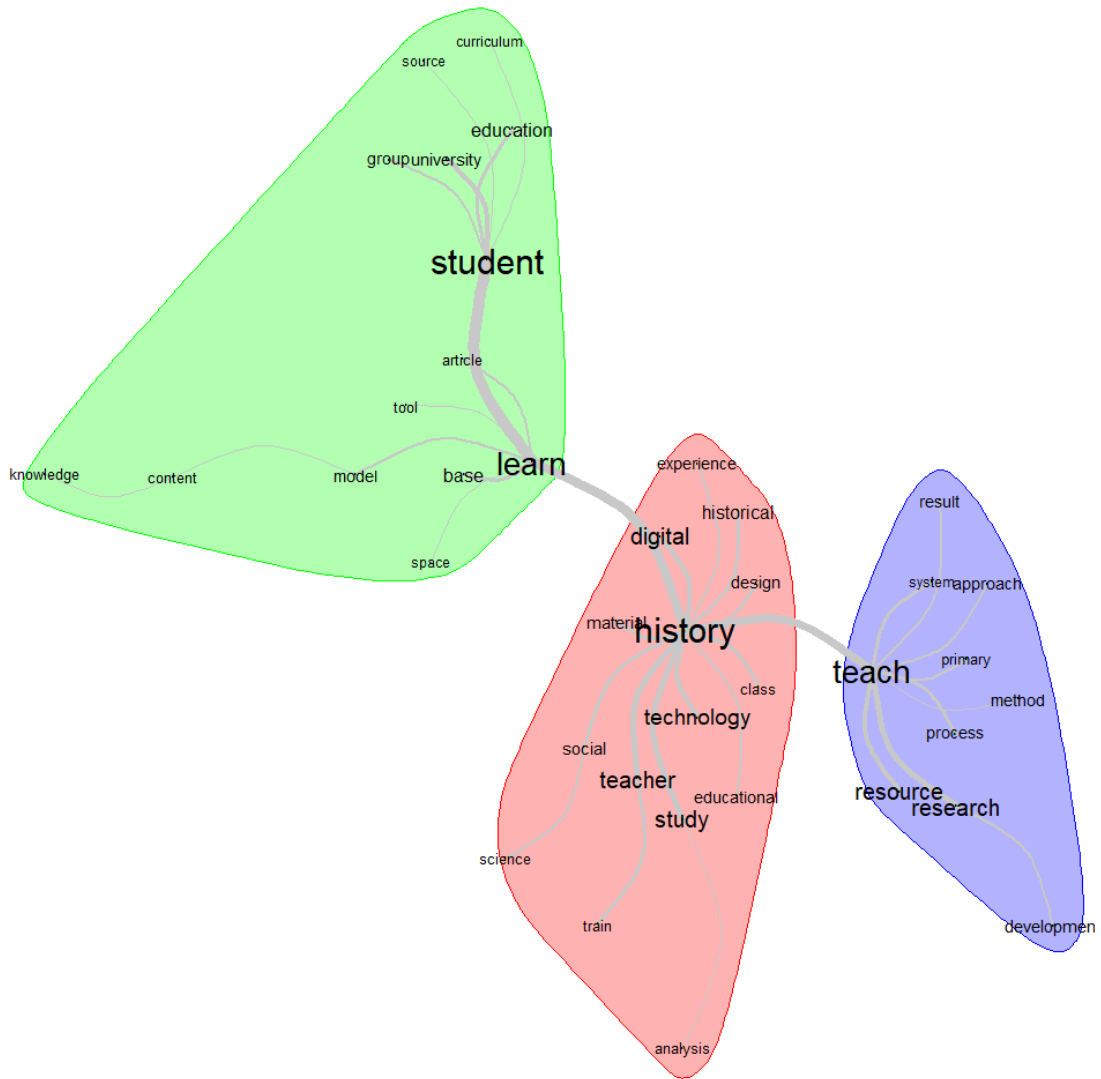 curriculum
source
education
group
university
student
article
tool
learn
knowledge
content
model
base
space
experience
historical
digital
design
material
history
class
technology
social
teacher
educational
study
science
train
analysis
result
system
approach
primary
teach
method
process
resource
research
developmen